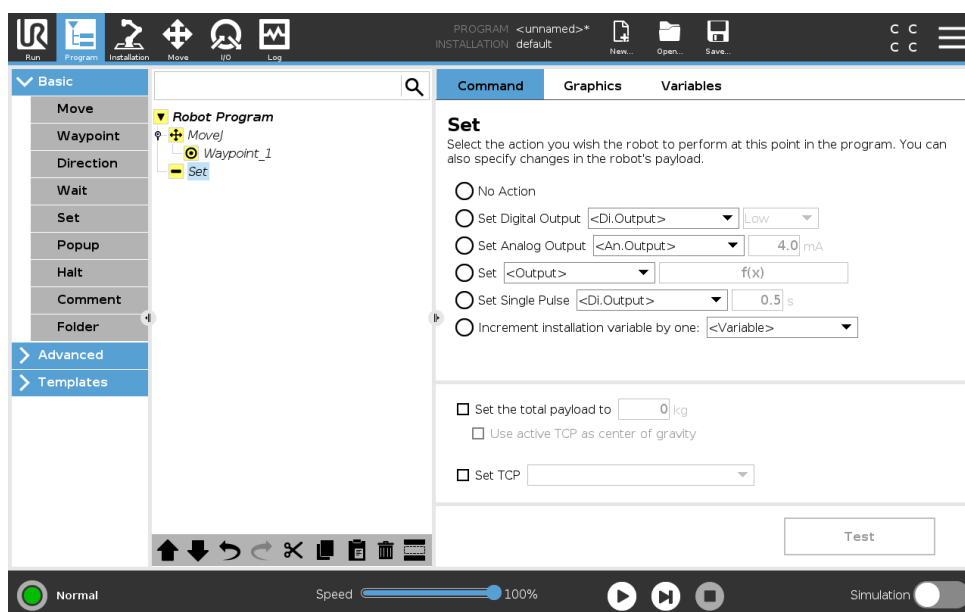 PROGRAM <unnamed>*
INSTALLATION default
UR
Run
Program
Installation
Move
I/O
Log
New...
Open...
Save...
C C
C C
Basic
Move
Waypoint
Direction
Wait
Set
Popup
Halt
Comment
Folder
Advanced
Templates
Robot Program
MoveJ
Waypoint_1
Set
Command Graphics Variables
Set
Select the action you wish the robot to perform at this point in the program. You can
also specify changes in the robot's payload.
No Action
Set Digital Output <Di.Output> Low
Set Analog Output <An.Output> 4.0 mA
Set <Output> f(x)
Set Single Pulse <Di.Output> 0.5 s
Increment installation variable by one: <Variable>
Set the total payload to 0 kg
Use active TCP as center of gravity
Set TCP
Test
Normal
Speed 100%
Simulation